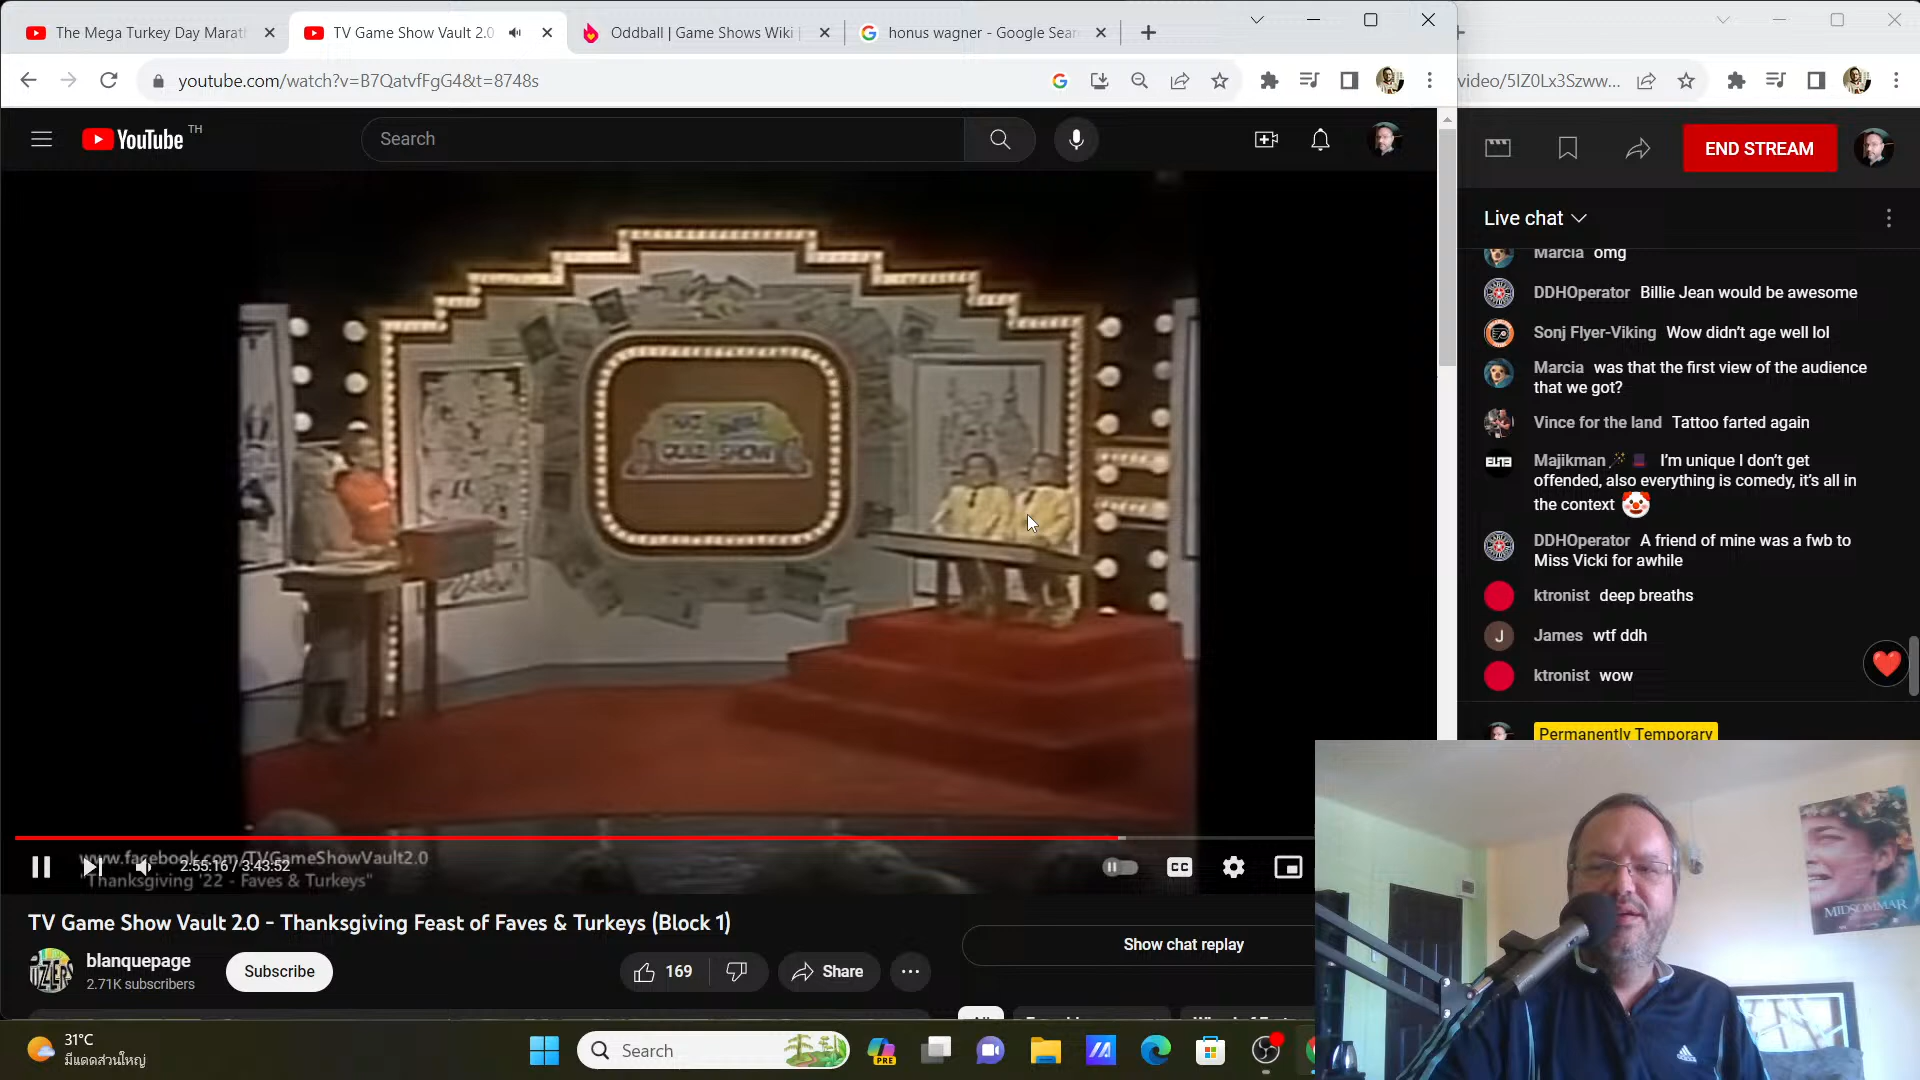 The Mega Turkey Day Marat
TV Game Show Vault 2.0
Oddball | Game Shows Wiki |
honus wagner - Google Sear
youtube.com/watch?v=B7QatvfFgG4&t=8748s
video/5IZ0Lx3Szww...
YouTube TH
Search
END STREAM
Live chat
Marcia omg
DDHOperator Billie Jean would be awesome
Sonj Flyer-Viking Wow didn't age well lol
Marcia was that the first view of the audience
that we got?
Vince for the land Tattoo farted again
Majikman I'm unique I don't get
offended, also everything is comedy, it's all in
the context
DDHOperator A friend of mine was a fwb to
Miss Vicki for awhile
ktronist deep breaths
J
James wtf ddh
ktronist wow
Permanently Temporary
QUIZ SHOW
www.facebook.com/TVGameShowVault2.0
2:55:16 / 3:43:52
"Thanksgiving '22 - Faves & Turkeys"
CC
TV Game Show Vault 2.0 - Thanksgiving Feast of Faves & Turkeys (Block 1)
blanquepage
2.71K subscribers
Subscribe
169
Share
Show chat replay
MIDSOMMAR
31°C
มีแดดส่วนใหญ่
Search
PRE
adidas